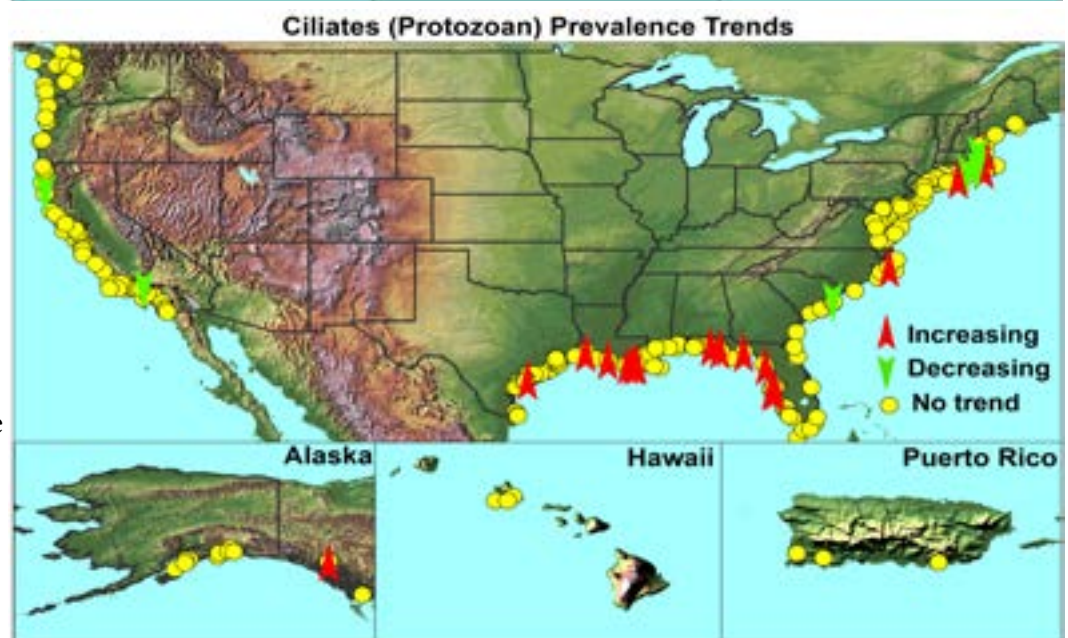 Ciliates (Protozoan) Prevalence Trends
Increasing
Decreasing
No trend
Alaska
Hawaii
Puerto Rico